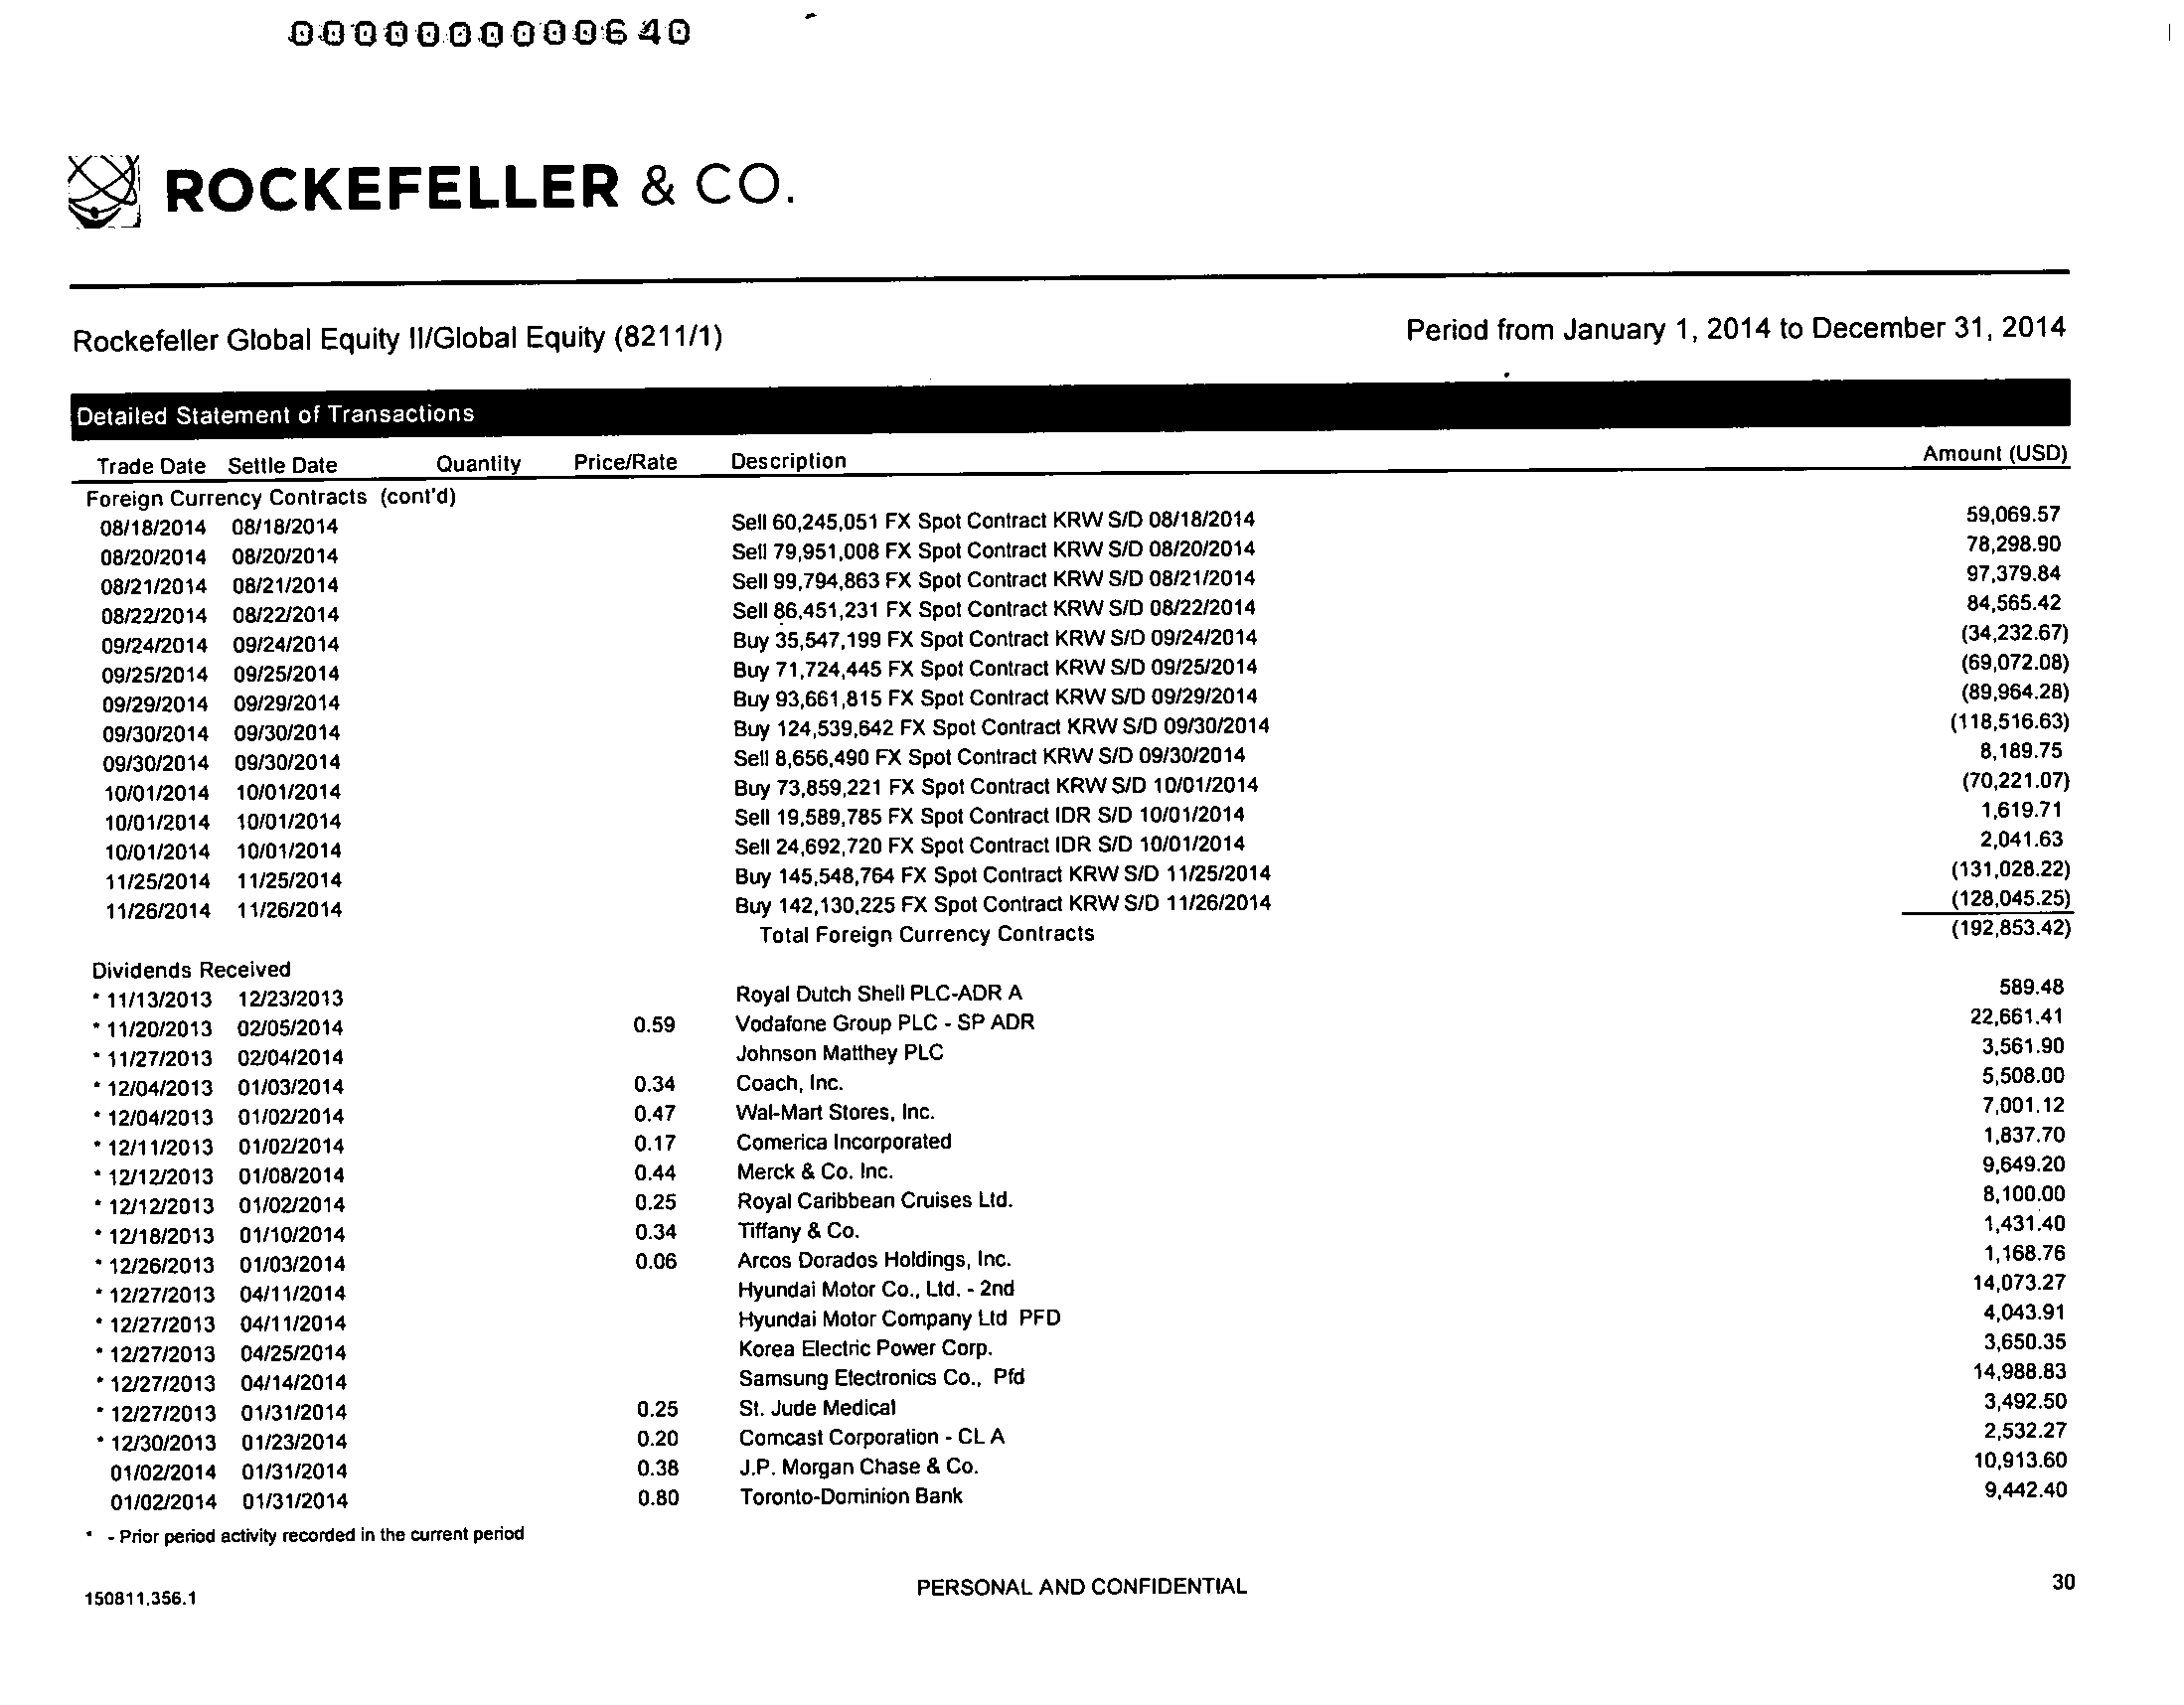 000000000000640
ROCKEFELLER & CO.
Rockefeller Global Equity II/Global Equity (8211/1) Period from January 1, 2014 to December 31, 2014
Detailed Statement of Transactions
Trade Date Settle Date Quantity Price/Rate Description Amount (USD)
Foreign Currency Contracts (cont'd)
08/18/2014 08/18/2014 Sell 60,245,051 FX Spot Contract KRW S/D 08/18/2014 59,069.57
08/20/2014 08/20/2014 Sell 79,951,008 FX Spot Contract KRW S/D 08/20/2014 78,298.90
08/21/2014 08/21/2014 Sell 99,794,863 FX Spot Contract KRW S/D 08/21/2014 97,379.84
08/22/2014 08/22/2014 Sell 86,451,231 FX Spot Contract KRW S/D 08/22/2014 84,565.42
09/24/2014 09/24/2014 Buy 35,547,199 FX Spot Contract KRW S/D 09/24/2014 (34,232.67)
09/25/2014 09/25/2014 Buy 71,724,445 FX Spot Contract KRW S/D 09/25/2014 (69,072.08)
09/29/2014 09/29/2014 Buy 93,661,815 FX Spot Contract KRW S/D 09/29/2014 (89,964.28)
09/30/2014 09/30/2014 Buy 124,539,642 FX Spot Contract KRW S/D 09/30/2014 (118,516.63)
09/30/2014 09/30/2014 Sell 8,656,490 FX Spot Contract KRW S/D 09/30/2014 8,189.75
10/01/2014 10/01/2014 Buy 73,859,221 FX Spot Contract KRW S/D 10/01/2014 (70,221.07)
10/01/2014 10/01/2014 Sell 19,589,785 FX Spot Contract IDR S/D 10/01/2014 1,619.71
10/01/2014 10/01/2014 Sell 24,692,720 FX Spot Contract IDR S/D 10/01/2014 2,041.63
11/25/2014 11/25/2014 Buy 145,548,764 FX Spot Contract KRW S/D 11/25/2014 (131,028.22)
11/26/2014 11/26/2014 Buy 142,130,225 FX Spot Contract KRW S/D 11/26/2014 (128,045.25)
Total Foreign Currency Contracts (192,853.42)
Dividends Received
* 11/13/2013 12/23/2013 Royal Dutch Shell PLC-ADR A 589.48
* 11/20/2013 02/05/2014 0.59 Vodafone Group PLC - SP ADR 22,661.41
* 11/27/2013 02/04/2014 Johnson Matthey PLC 3,561.90
* 12/04/2013 01/03/2014 0.34 Coach, Inc. 5,508.00
* 12/04/2013 01/02/2014 0.47 Wal-Mart Stores, Inc. 7,001.12
* 12/11/2013 01/02/2014 0.17 Comerica Incorporated 1,837.70
* 12/12/2013 01/08/2014 0.44 Merck & Co. Inc. 9,649.20
* 12/12/2013 01/02/2014 0.25 Royal Caribbean Cruises Ltd. 8,100.00
* 12/18/2013 01/10/2014 0.34 Tiffany & Co. 1,431.40
* 12/26/2013 01/03/2014 0.06 Arcos Dorados Holdings, Inc. 1,168.76
* 12/27/2013 04/11/2014 Hyundai Motor Co., Ltd. - 2nd 14,073.27
* 12/27/2013 04/11/2014 Hyundai Motor Company Ltd PFD 4,043.91
* 12/27/2013 04/25/2014 Korea Electric Power Corp. 3,650.35
* 12/27/2013 04/14/2014 Samsung Electronics Co., Pfd 14,988.83
* 12/27/2013 01/31/2014 0.25 St. Jude Medical 3,492.50
* 12/30/2013 01/23/2014 0.20 Comcast Corporation - CL A 2,532.27
01/02/2014 01/31/2014 0.38 J.P. Morgan Chase & Co. 10,913.60
01/02/2014 01/31/2014 0.80 Toronto-Dominion Bank 9,442.40
* - Prior period activity recorded in the current period
150811.356.1 PERSONAL AND CONFIDENTIAL 30